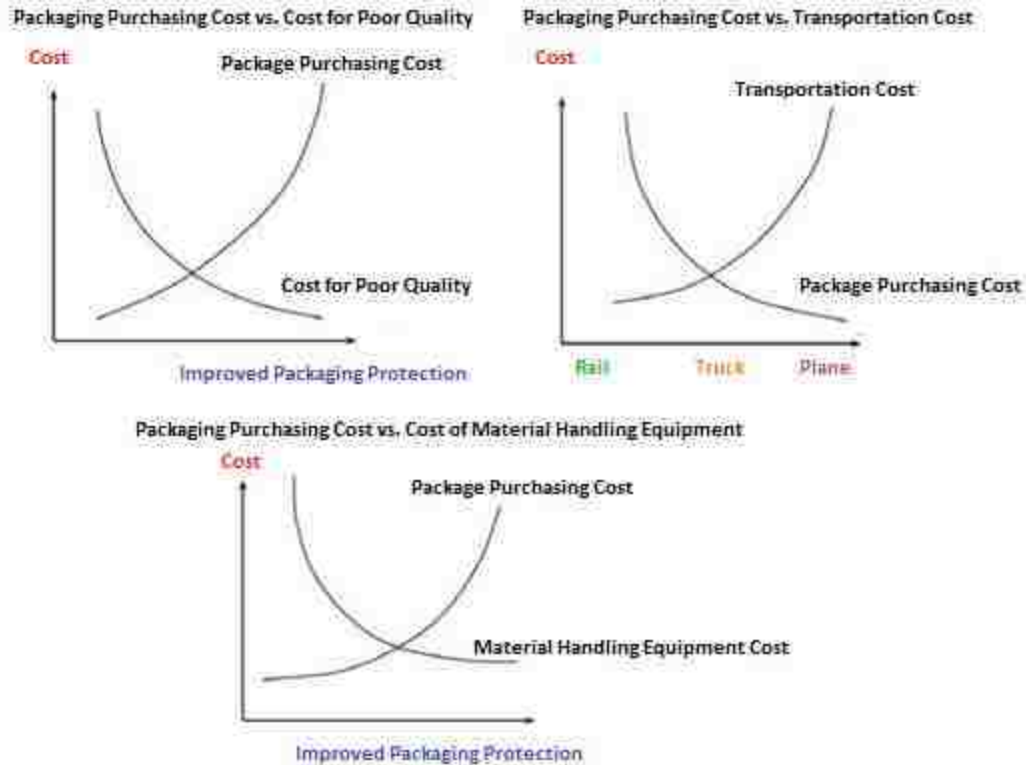 Packaging Purchasing Cost vs. Cost for Poor Quality
Cost
Package Purchasing Cost
Cost for Poor Quality
Improved Packaging Protection
Packaging Purchasing Cost vs. Transportation Cost
Cost
Transportation Cost
Package Purchasing Cost
Rail Truck Plane
Packaging Purchasing Cost vs. Cost of Material Handling Equipment
Cost
Package Purchasing Cost
Material Handling Equipment Cost
Improved Packaging Protection